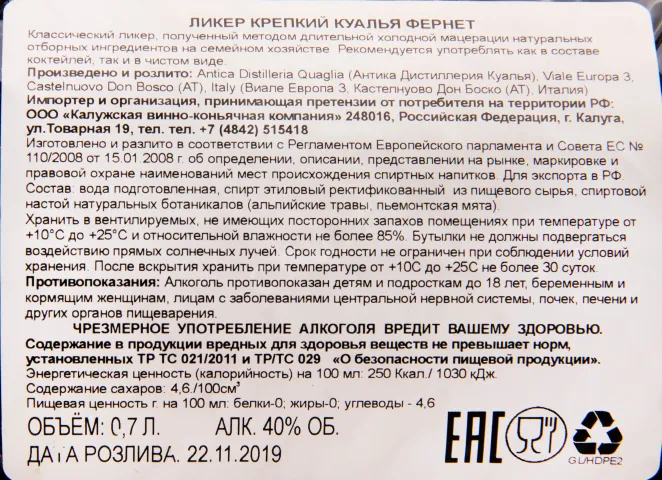 ЛИКЕР КРЕПКИЙ КУАЛЬЯ ФЕРНЕТ
Классический ликер, полученный методом длительной холодной мацерации натуральных
отборных ингредиентов на семейном хозяйстве. Рекомендуется употреблять как в составе
коктейлей, так и в чистом виде.
Произведено и розлито: Antica Distilleria Quaglia (Антика Дистиллерия Куалья), Viale Europa 3,
Castelnuovo Don Bosco (AT), Italy (Виале Европа 3, Кастелнуово Дон Боско (АТ), Италия)
Импортер и организация, принимающая претензии от потребителя на территории РФ:
ООО «Калужская винно-коньячная компания» 248016, Российская Федерация, г. Калуга,
ул.Товарная 19, тел. тел. +7 (4842) 515418
Изготовлено и разлито в соответствии с Регламентом Европейского парламента и Совета ЕС №
110/2008 от 15.01.2008 г. об определении, описании, представлении на рынке, маркировке и
правовой охране наименований мест происхождения спиртных напитков. Для экспорта в РФ.
Состав: вода подготовленная, спирт этиловый ректификованный из пищевого сырья, спиртовой
настой натуральных ботаникалов (альпийские травы, пьемонтская мята).
Хранить в вентилируемых, не имеющих посторонних запахов помещениях при температуре от
+10°С до +25°С и относительной влажности не более 85%. Бутылки не должны подвергаться
воздействию прямых солнечных лучей. Срок годности не ограничен при соблюдении условий
хранения. После вскрытия хранить при температуре от +10С до +25С не более 30 суток.
Противопоказания: Алкоголь противопоказан детям и подросткам до 18 лет, беременным и
кормящим женщинам, лицам с заболеваниями центральной нервной системы, почек, печени и
других органов пищеварения.
ЧРЕЗМЕРНОЕ УПОТРЕБЛЕНИЕ АЛКОГОЛЯ ВРЕДИТ ВАШЕМУ ЗДОРОВЬЮ.
Содержание в продукции вредных для здоровья веществ не превышает норм,
установленных ТР ТС 021/2011 и ТР/ТС 029 «О безопасности пищевой продукции».
Энергетическая ценность (калорийность) на 100 мл: 250 Ккал./ 1030 кДж.
Содержание сахаров: 4,6./100см³
Пищевая ценность г. на 100 мл: белки-0; жиры-0; углеводы - 4,6
ОБЪЁМ: 0,7 Л. АЛК. 40% ОБ.
ДАТА РОЗЛИВА. 22.11.2019
EAC
GL/HDPE2